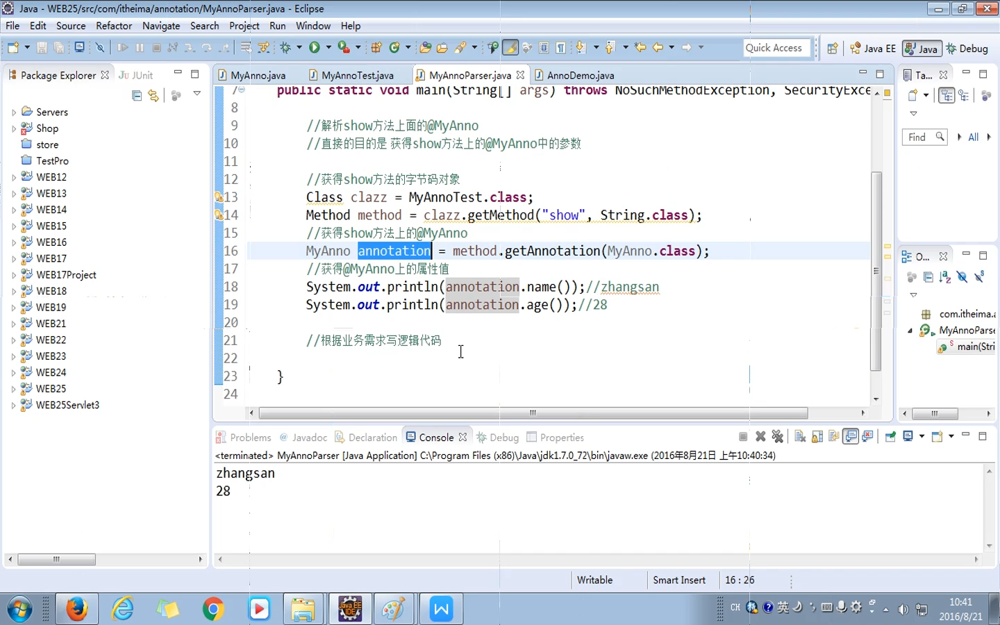 Java - WEB25/src/com/itheima/annotation/MyAnnoParser.java - Eclipse
File Edit Source Refactor Navigate Search Project Run Window Help
Quick Access Java EE Java Debug
Package Explorer JUnit
MyAnno.java MyAnnoTest.java MyAnnoParser.java AnnoDemo.java
Ta...
Servers
Shop
store
TestPro
WEB12
WEB13
WEB14
WEB15
WEB16
WEB17
WEB17Project
WEB18
WEB19
WEB21
WEB22
WEB23
WEB24
WEB25
WEB25Servlet3
7 public static void main(String[] args) throws NoSuchMethodException, SecurityExce
8
9 //解析show方法上面的@MyAnno
10 //直接的目的是 获得show方法上的@MyAnno中的参数
11
12 //获得show方法的字节码对象
13 Class clazz = MyAnnoTest.class;
14 Method method = clazz.getMethod("show", String.class);
15 //获得show方法上的@MyAnno
16 MyAnno annotation = method.getAnnotation(MyAnno.class);
17 //获得@MyAnno上的属性值
18 System.out.println(annotation.name());//zhangsan
19 System.out.println(annotation.age());//28
20
21 //根据业务需求写逻辑代码
22
23 }
24
Find All
O...
com.itheima.a
MyAnnoParse
main(Stri
Problems @ Javadoc Declaration Console Debug Properties
<terminated> MyAnnoParser [Java Application] C:\Program Files (x86)\Java\jdk1.7.0_72\bin\javaw.exe (2016年8月21日 上午10:40:34)
zhangsan
28
Writable Smart Insert 16 : 26
Java EE
IDE
CH 英
10:41
2016/8/21